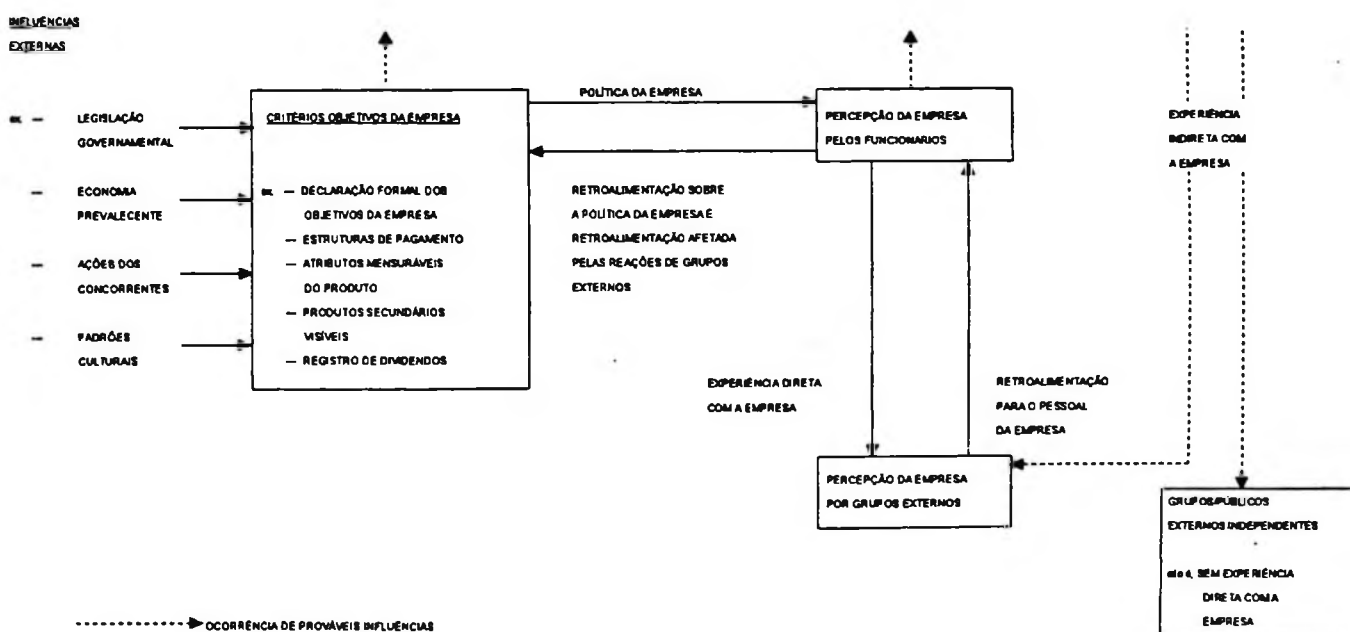 INFLUÊNCIAS
EXTERNAS
ex. — LEGISLAÇÃO
GOVERNAMENTAL
— ECONOMIA
PREVALECENTE
— AÇÕES DOS
CONCORRENTES
— PADRÕES
CULTURAIS
CRITÉRIOS OBJETIVOS DA EMPRESA
ex. — DECLARAÇÃO FORMAL DOS
OBJETIVOS DA EMPRESA
— ESTRUTURAS DE PAGAMENTO
— ATRIBUTOS MENSURÁVEIS
DO PRODUTO
— PRODUTOS SECUNDÁRIOS
VISÍVEIS
— REGISTRO DE DIVIDENDOS
POLÍTICA DA EMPRESA
RETROALIMENTAÇÃO SOBRE
A POLÍTICA DA EMPRESA É
RETROALIMENTAÇÃO AFETADA
PELAS REAÇÕES DE GRUPOS
EXTERNOS
PERCEPÇÃO DA EMPRESA
PELOS FUNCIONARIOS
EXPERIÊNCIA DIRETA
COM A EMPRESA
RETROALIMENTAÇÃO
PARA O PESSOAL
DA EMPRESA
PERCEPÇÃO DA EMPRESA
POR GRUPOS EXTERNOS
EXPERIÊNCIA
INDIRETA COM
A EMPRESA
GRUPOS/PÚBLICOS
EXTERNOS INDEPENDENTES
SEM EXPERIÊNCIA
DIRETA COM A
EMPRESA
OCORRÊNCIA DE PROVÁVEIS INFLUÊNCIAS